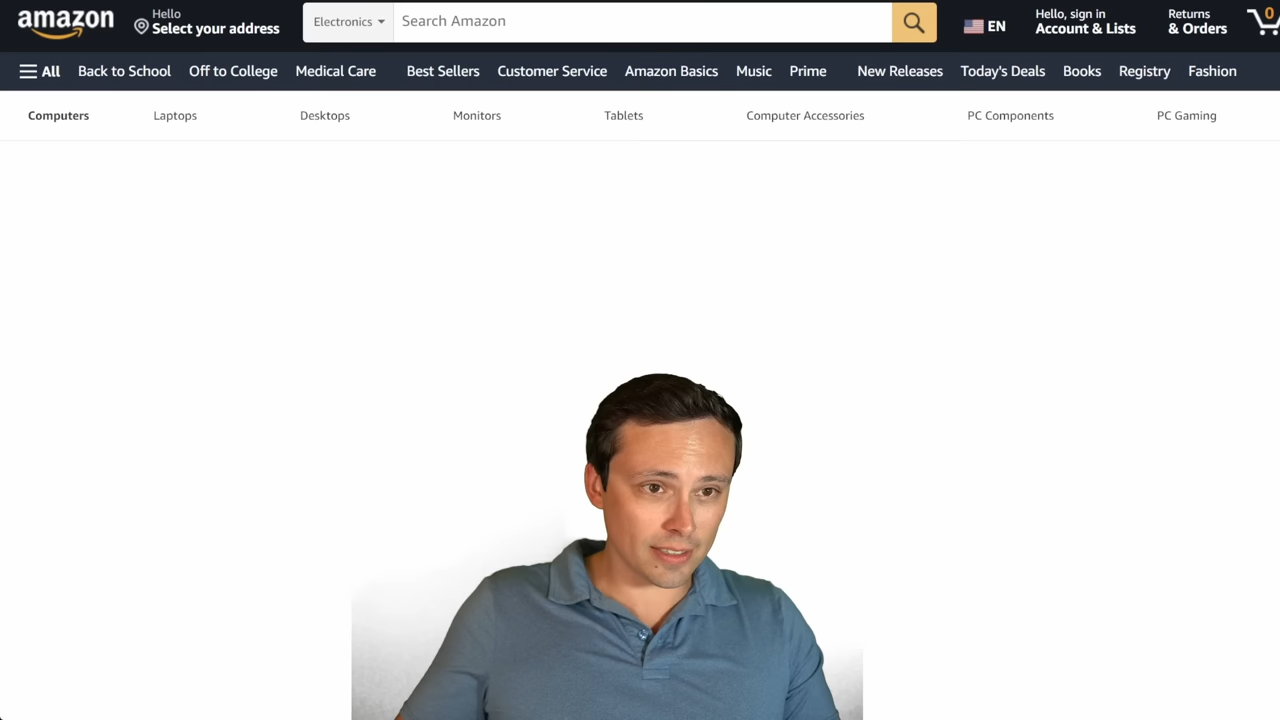 amazon
Hello
Select your address
Electronics
Search Amazon
EN
Hello, sign in
Account & Lists
Returns
& Orders
0
All
Back to School
Off to College
Medical Care
Best Sellers
Customer Service
Amazon Basics
Music
Prime
New Releases
Today's Deals
Books
Registry
Fashion
Computers
Laptops
Desktops
Monitors
Tablets
Computer Accessories
PC Components
PC Gaming